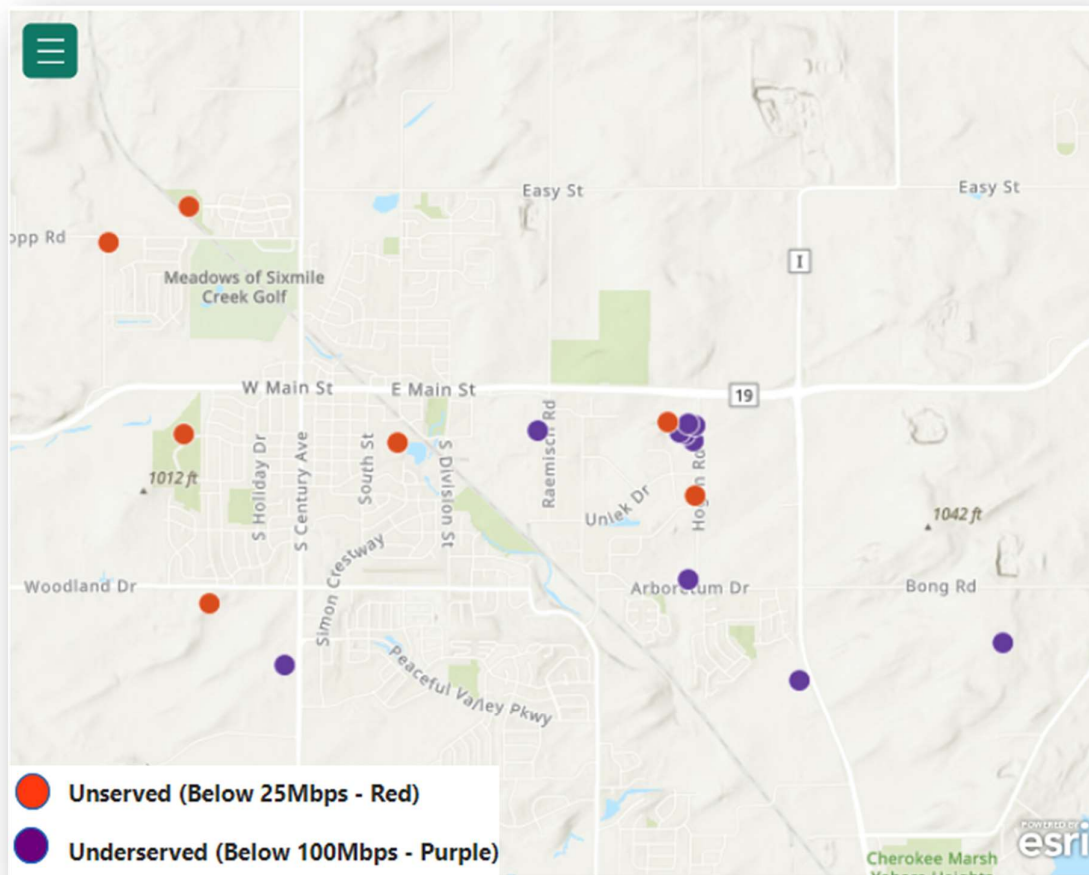 Easy St
Easy St
opp Rd
I
Meadows of Sixmile
Creek Golf
W Main St
E Main St
19
Raemisch Rd
S Holiday Dr
S Century Ave
South St
S Division St
1012 ft
Uniek Dr
1042 ft
Simon Crestway
Woodland Dr
Arboretum Dr
Bong Rd
Peaceful Valley Pkwy
Unserved (Below 25Mbps - Red)
Underserved (Below 100Mbps - Purple)
POWERED BY
esri
Cherokee Marsh